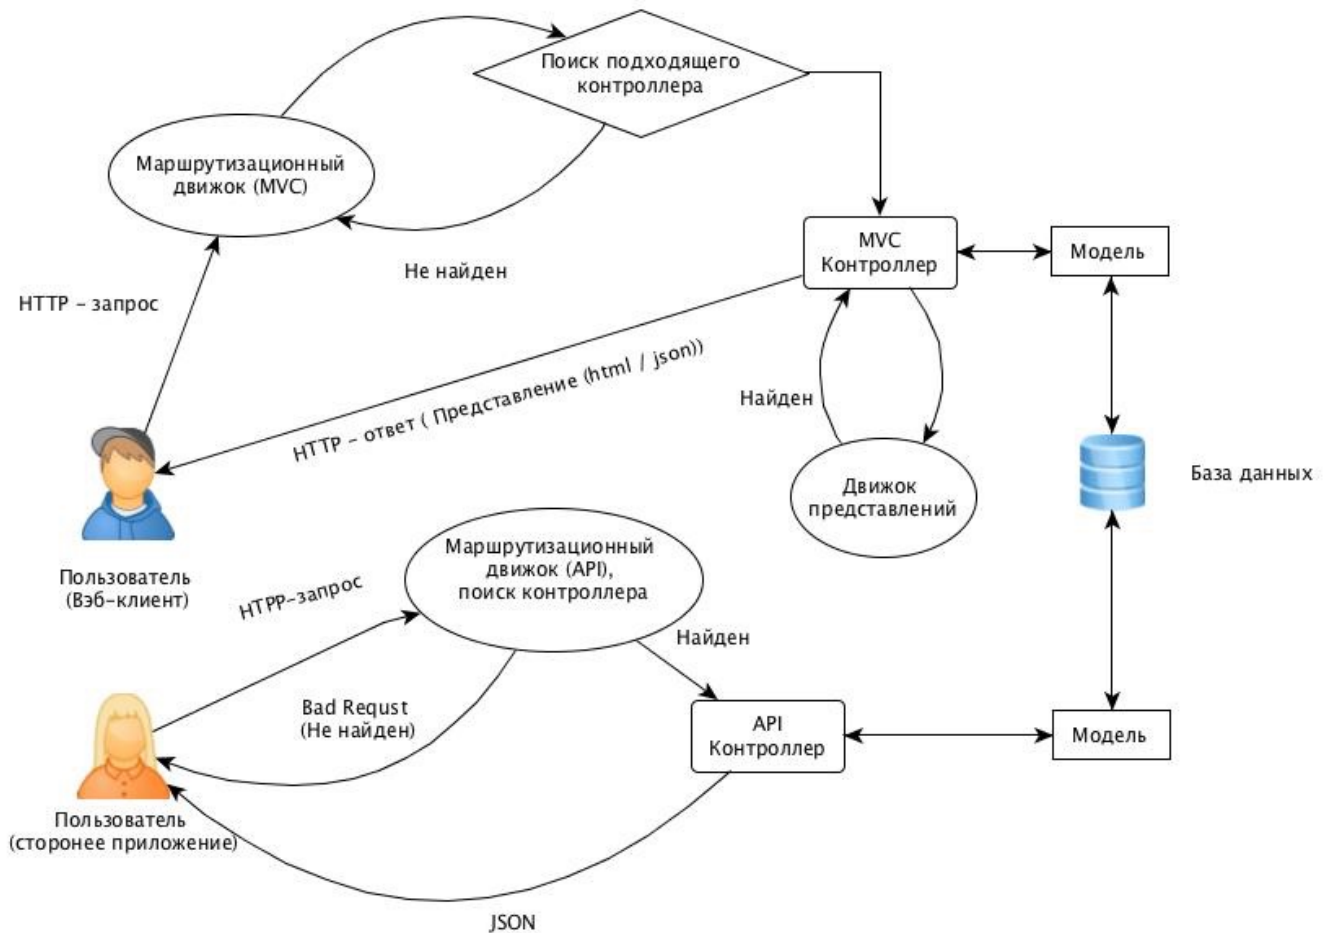 Поиск подходящего
контроллера
Маршрутизационный
движок (MVC)
MVC
Контроллер
Модель
Не найден
HTTP - запрос
HTTP - ответ ( Представление (html / json))
Найден
Движок
представлений
База данных
Пользователь
(Вэб-клиент)
Маршрутизационный
движок (API),
поиск контроллера
HTPP-запрос
Найден
Bad Requst
(Не найден)
API
Контроллер
Модель
Пользователь
(сторонее приложение)
JSON